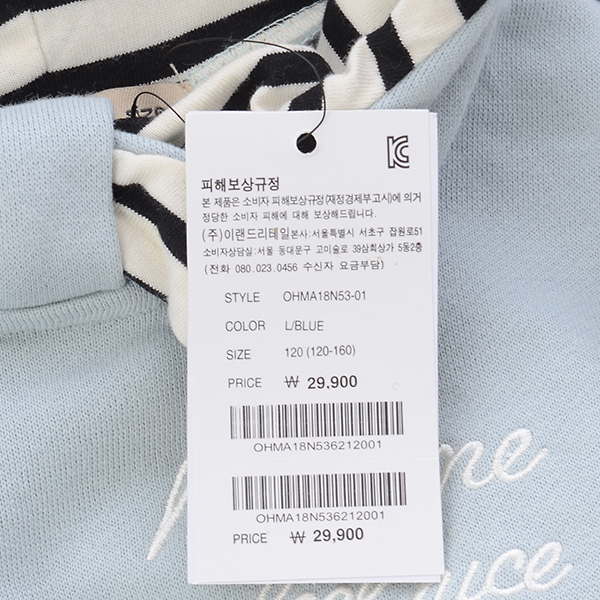 피해보상규정
본 제품은 소비자 피해보상규정(재정경제부고시)에 의거
정당한 소비자 피해에 대해 보상해드립니다.
(주)이랜드리테일본사:서울특별시 서초구 잠원로51
소비자상담실:서울 동대문구 고미술로 39삼희상가 5동2층
(전화 080.023.0456 수신자 요금부담)
STYLE OHMA18N53-01
COLOR L/BLUE
SIZE 120 (120-160)
PRICE ₩ 29,900
OHMA18N536212001
OHMA18N536212001
PRICE ₩ 29,900